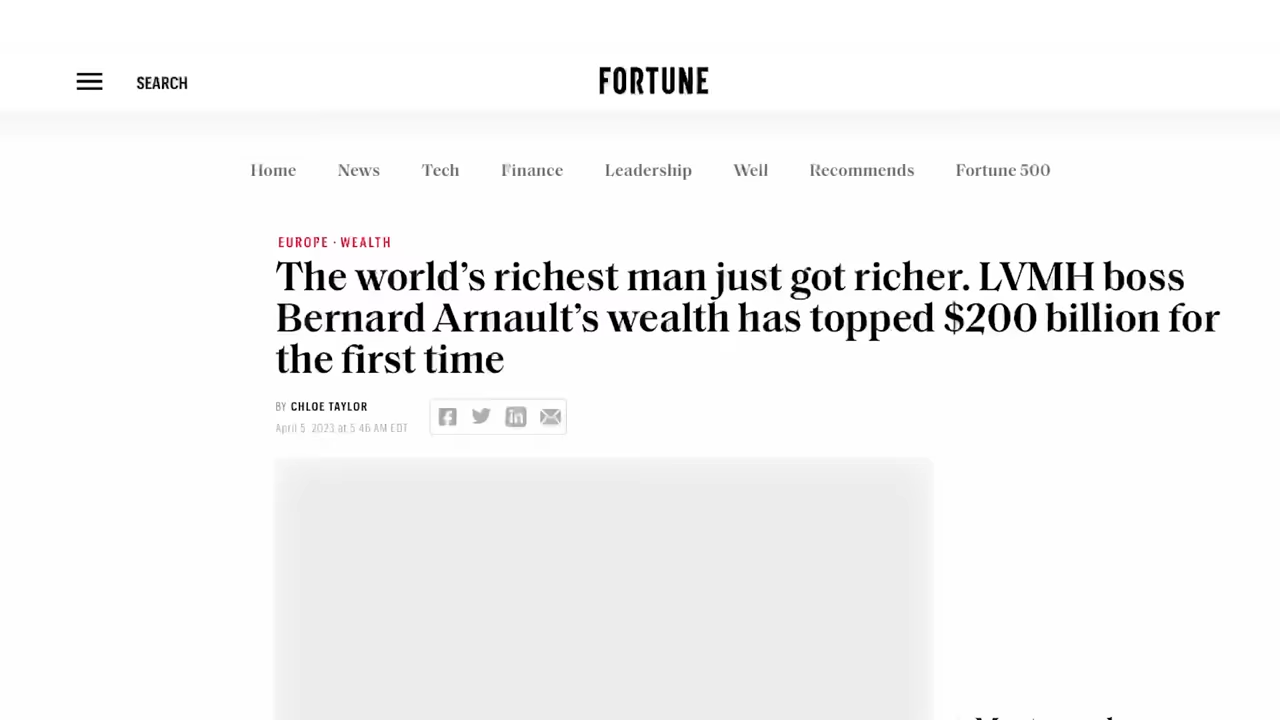 SEARCH
FORTUNE
Home News Tech Finance Leadership Well Recommends Fortune 500
EUROPE · WEALTH
The world's richest man just got richer. LVMH boss
Bernard Arnault's wealth has topped $200 billion for
the first time
BY CHLOE TAYLOR
April 5, 2023 at 5:46 AM EDT